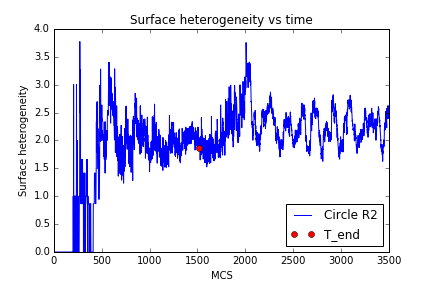 Surface heterogeneity vs time
4.0
3.5
3.0
2.5
2.0
1.5
1.0
0.5
0.0
Surface heterogeneity
0 500 1000 1500 2000 2500 3000 3500
MCS
Circle R2
T_end